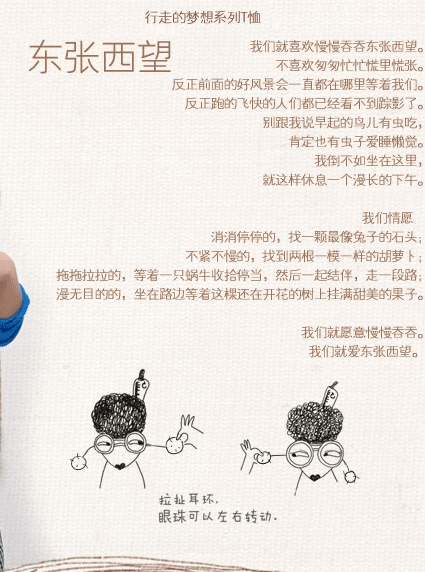 行走的梦想系列T恤
东张西望
我们就喜欢慢慢吞吞东张西望。
不喜欢匆匆忙忙慌里慌张。
反正前面的好风景会一直都在哪里等着我们。
反正跑的飞快的人们都已经看不到踪影了。
别跟我说早起的鸟儿有虫吃，
肯定也有虫子爱睡懒觉。
我倒不如坐在这里，
就这样休息一个漫长的下午。
我们情愿
消消停停的，找一颗最像兔子的石头；
不紧不慢的，找到两根一模一样的胡萝卜；
拖拖拉拉的，等着一只蜗牛收拾停当，然后一起结伴，走一段路；
漫无目的的，坐在路边等着这棵还在开花的树上挂满甜美的果子。
我们就愿意慢慢吞吞。
我们就爱东张西望。
拉扯耳环，
眼珠可以左右转动.